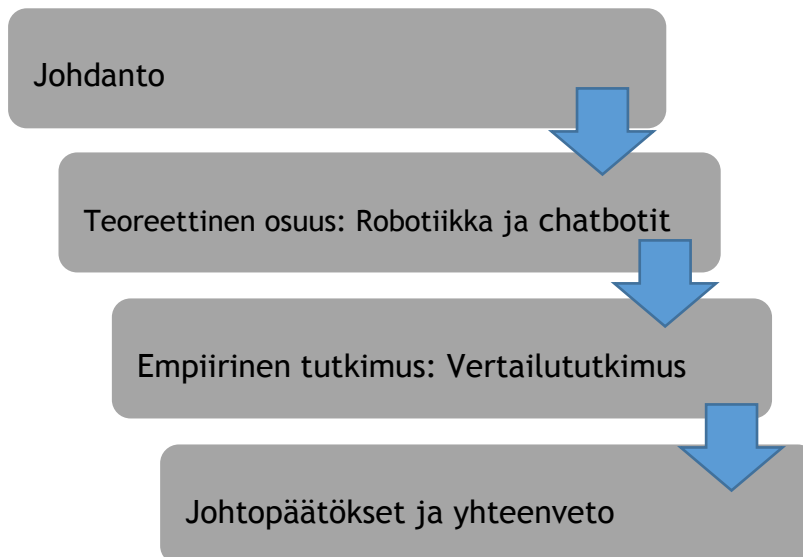 Johdanto
Teoreettinen osuus: Robotiikka ja chatbotit
Empiirinen tutkimus: Vertailututkimus
Johtopäätökset ja yhteenveto